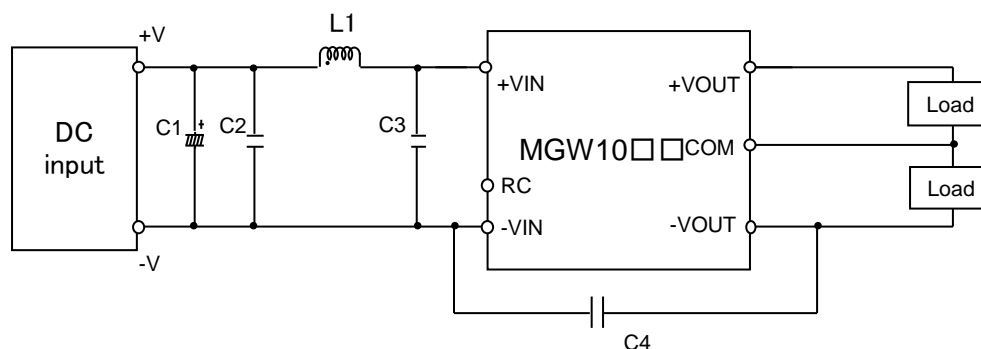 +V
L1
DC
input
C1
+
C2
C3
+VIN
RC
-VIN
MGW10□□
+VOUT
COM
-VOUT
Load
Load
-V
C4